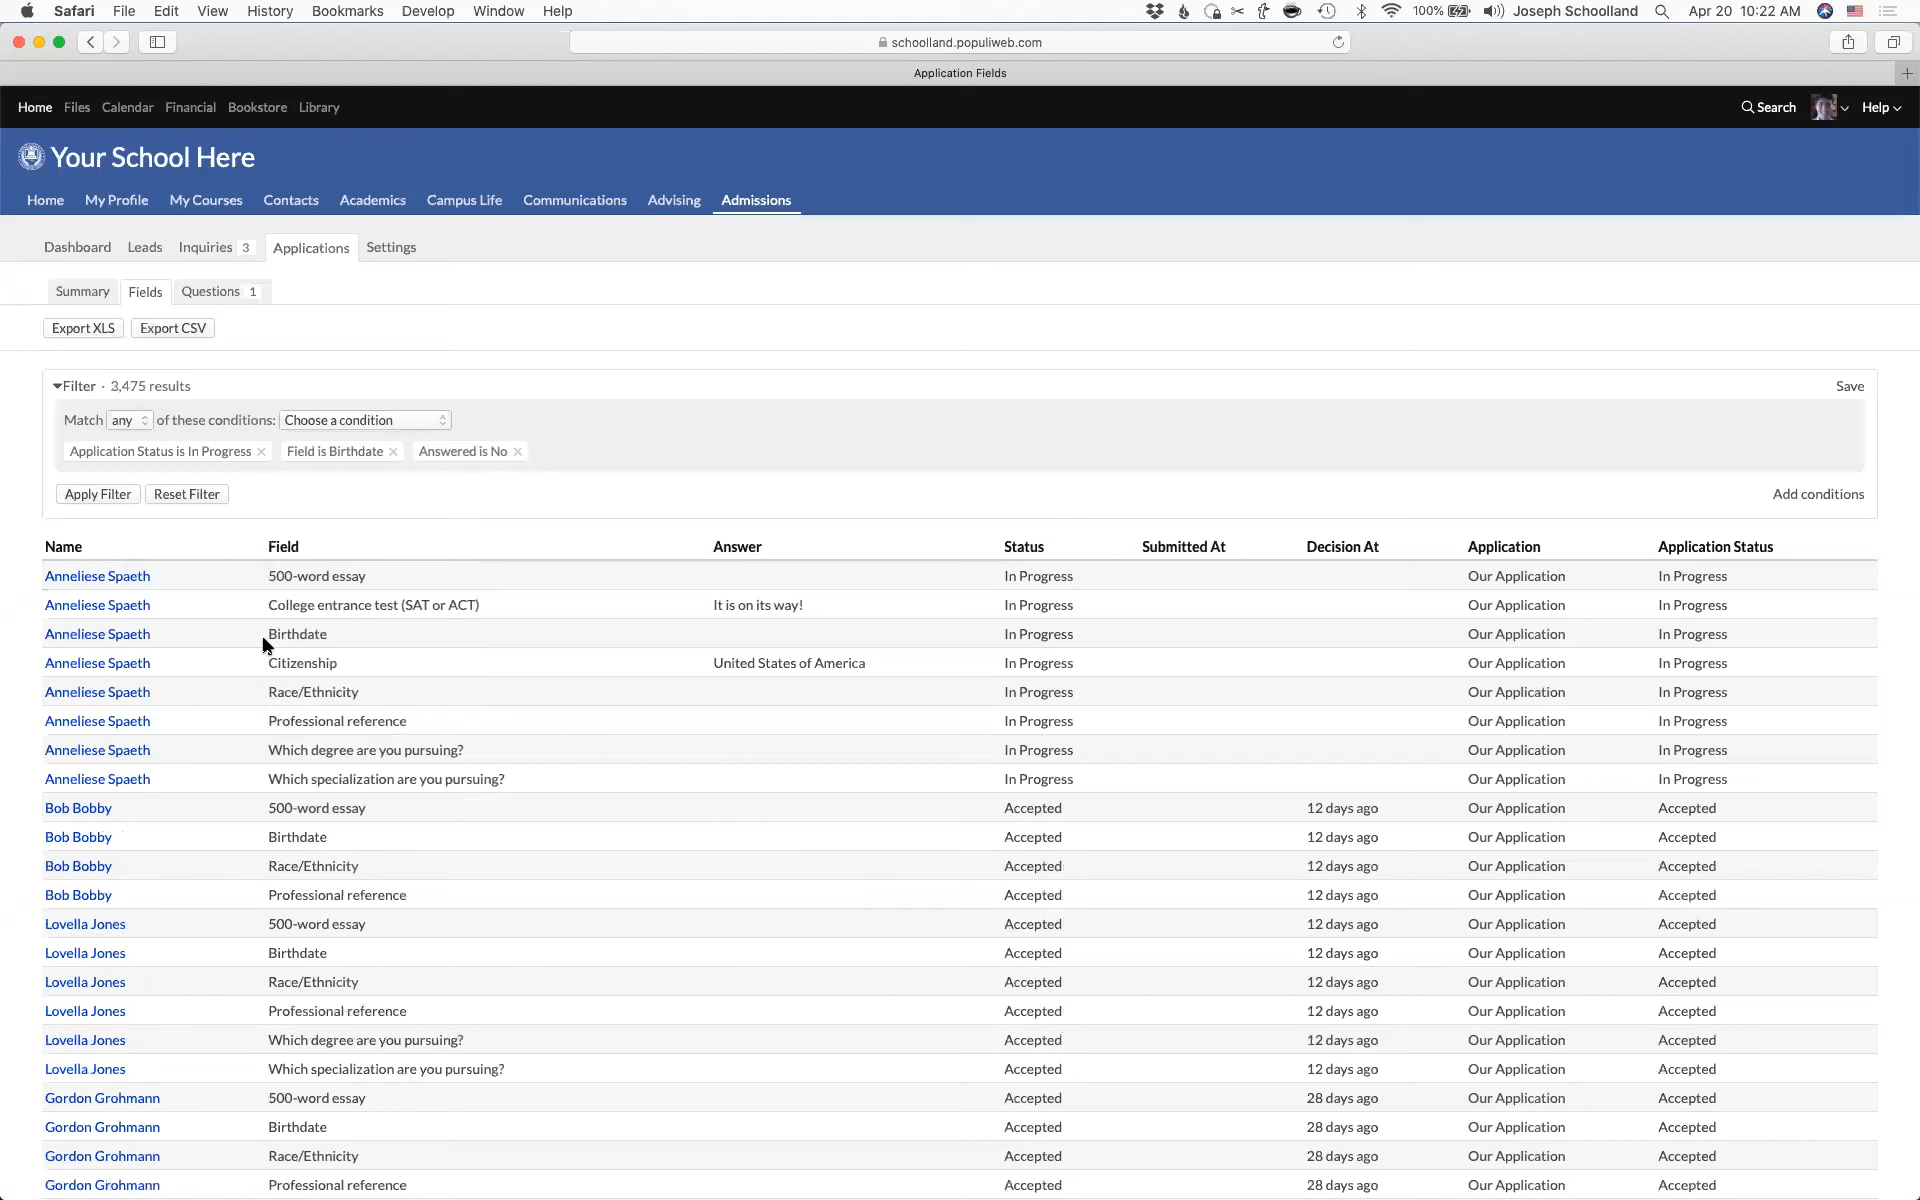 Safari File Edit View History Bookmarks Develop Window Help 100% Joseph Schoolland Apr 20 10:22 AM
schoolland.populiweb.com
Application Fields
Home Files Calendar Financial Bookstore Library Search Help
Your School Here
Home My Profile My Courses Contacts Academics Campus Life Communications Advising Admissions
Dashboard Leads Inquiries 3 Applications Settings
Summary Fields Questions 1
Export XLS Export CSV
Filter · 3,475 results Save
Match any of these conditions: Choose a condition
Application Status is In Progress Field is Birthdate Answered is No
Apply Filter Reset Filter Add conditions
Name Field Answer Status Submitted At Decision At Application Application Status
Anneliese Spaeth 500-word essay In Progress Our Application In Progress
Anneliese Spaeth College entrance test (SAT or ACT) It is on its way! In Progress Our Application In Progress
Anneliese Spaeth Birthdate In Progress Our Application In Progress
Anneliese Spaeth Citizenship United States of America In Progress Our Application In Progress
Anneliese Spaeth Race/Ethnicity In Progress Our Application In Progress
Anneliese Spaeth Professional reference In Progress Our Application In Progress
Anneliese Spaeth Which degree are you pursuing? In Progress Our Application In Progress
Anneliese Spaeth Which specialization are you pursuing? In Progress Our Application In Progress
Bob Bobby 500-word essay Accepted 12 days ago Our Application Accepted
Bob Bobby Birthdate Accepted 12 days ago Our Application Accepted
Bob Bobby Race/Ethnicity Accepted 12 days ago Our Application Accepted
Bob Bobby Professional reference Accepted 12 days ago Our Application Accepted
Lovella Jones 500-word essay Accepted 12 days ago Our Application Accepted
Lovella Jones Birthdate Accepted 12 days ago Our Application Accepted
Lovella Jones Race/Ethnicity Accepted 12 days ago Our Application Accepted
Lovella Jones Professional reference Accepted 12 days ago Our Application Accepted
Lovella Jones Which degree are you pursuing? Accepted 12 days ago Our Application Accepted
Lovella Jones Which specialization are you pursuing? Accepted 12 days ago Our Application Accepted
Gordon Grohmann 500-word essay Accepted 28 days ago Our Application Accepted
Gordon Grohmann Birthdate Accepted 28 days ago Our Application Accepted
Gordon Grohmann Race/Ethnicity Accepted 28 days ago Our Application Accepted
Gordon Grohmann Professional reference Accepted 28 days ago Our Application Accepted